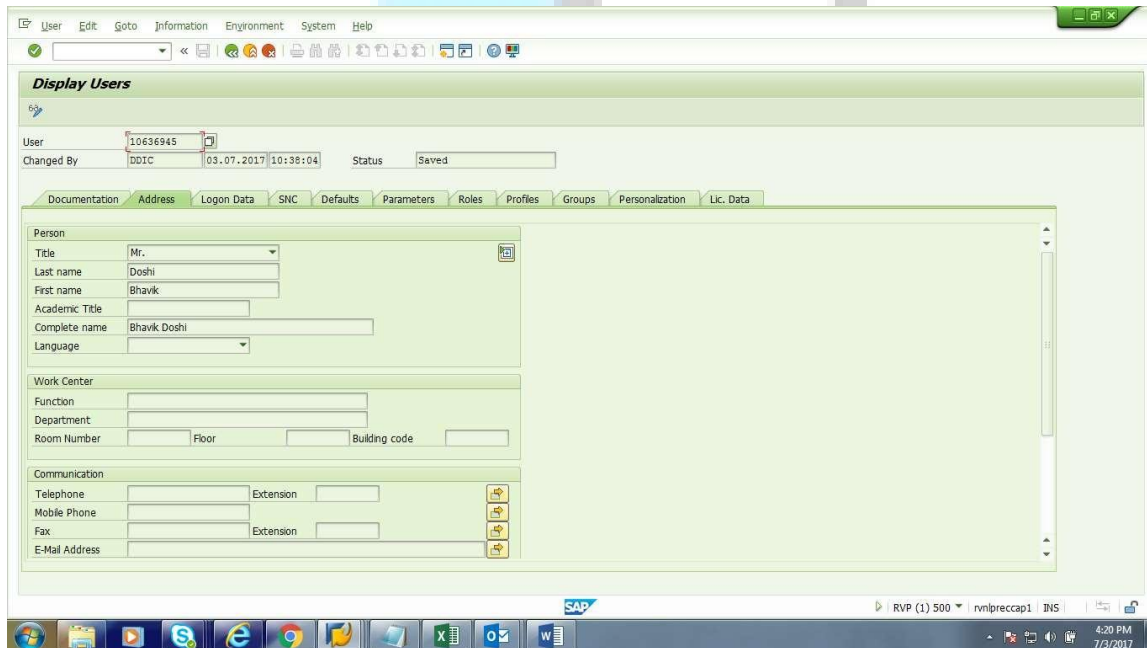 User Edit Goto Information Environment System Help
Display Users
User 10636945
Changed By DDIC 03.07.2017 10:38:04 Status Saved
Documentation Address Logon Data SNC Defaults Parameters Roles Profiles Groups Personalization Lic. Data
Person
Title Mr.
Last name Doshi
First name Bhavik
Academic Title
Complete name Bhavik Doshi
Language
Work Center
Function
Department
Room Number Floor Building code
Communication
Telephone Extension
Mobile Phone
Fax Extension
E-Mail Address
SAP RVP (1) 500 rvnlpreccap1 INS
4:20 PM
7/3/2017